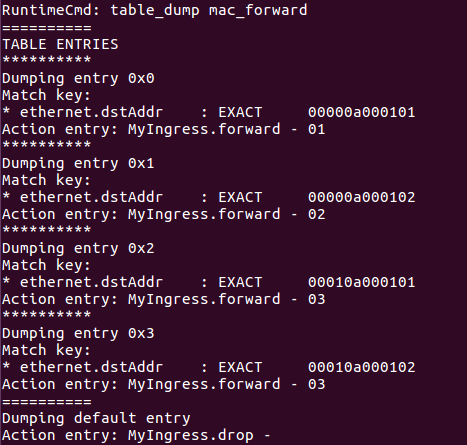 RuntimeCmd: table_dump mac_forward
==========
TABLE ENTRIES
**********
Dumping entry 0x0
Match key:
* ethernet.dstAddr    : EXACT     00000a000101
Action entry: MyIngress.forward - 01
**********
Dumping entry 0x1
Match key:
* ethernet.dstAddr    : EXACT     00000a000102
Action entry: MyIngress.forward - 02
**********
Dumping entry 0x2
Match key:
* ethernet.dstAddr    : EXACT     00010a000101
Action entry: MyIngress.forward - 03
**********
Dumping entry 0x3
Match key:
* ethernet.dstAddr    : EXACT     00010a000102
Action entry: MyIngress.forward - 03
==========
Dumping default entry
Action entry: MyIngress.drop -